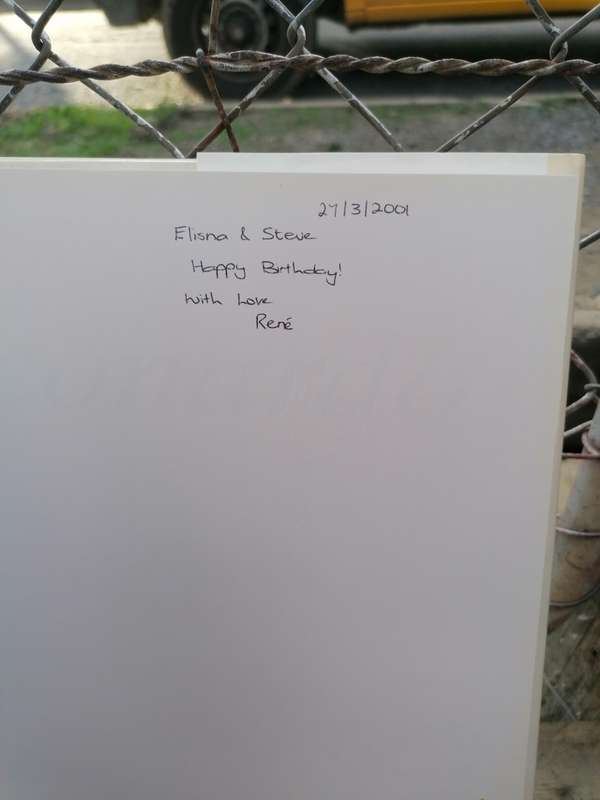 27/3/2001
Elisna & Steve
Happy Birthday!
With Love
René